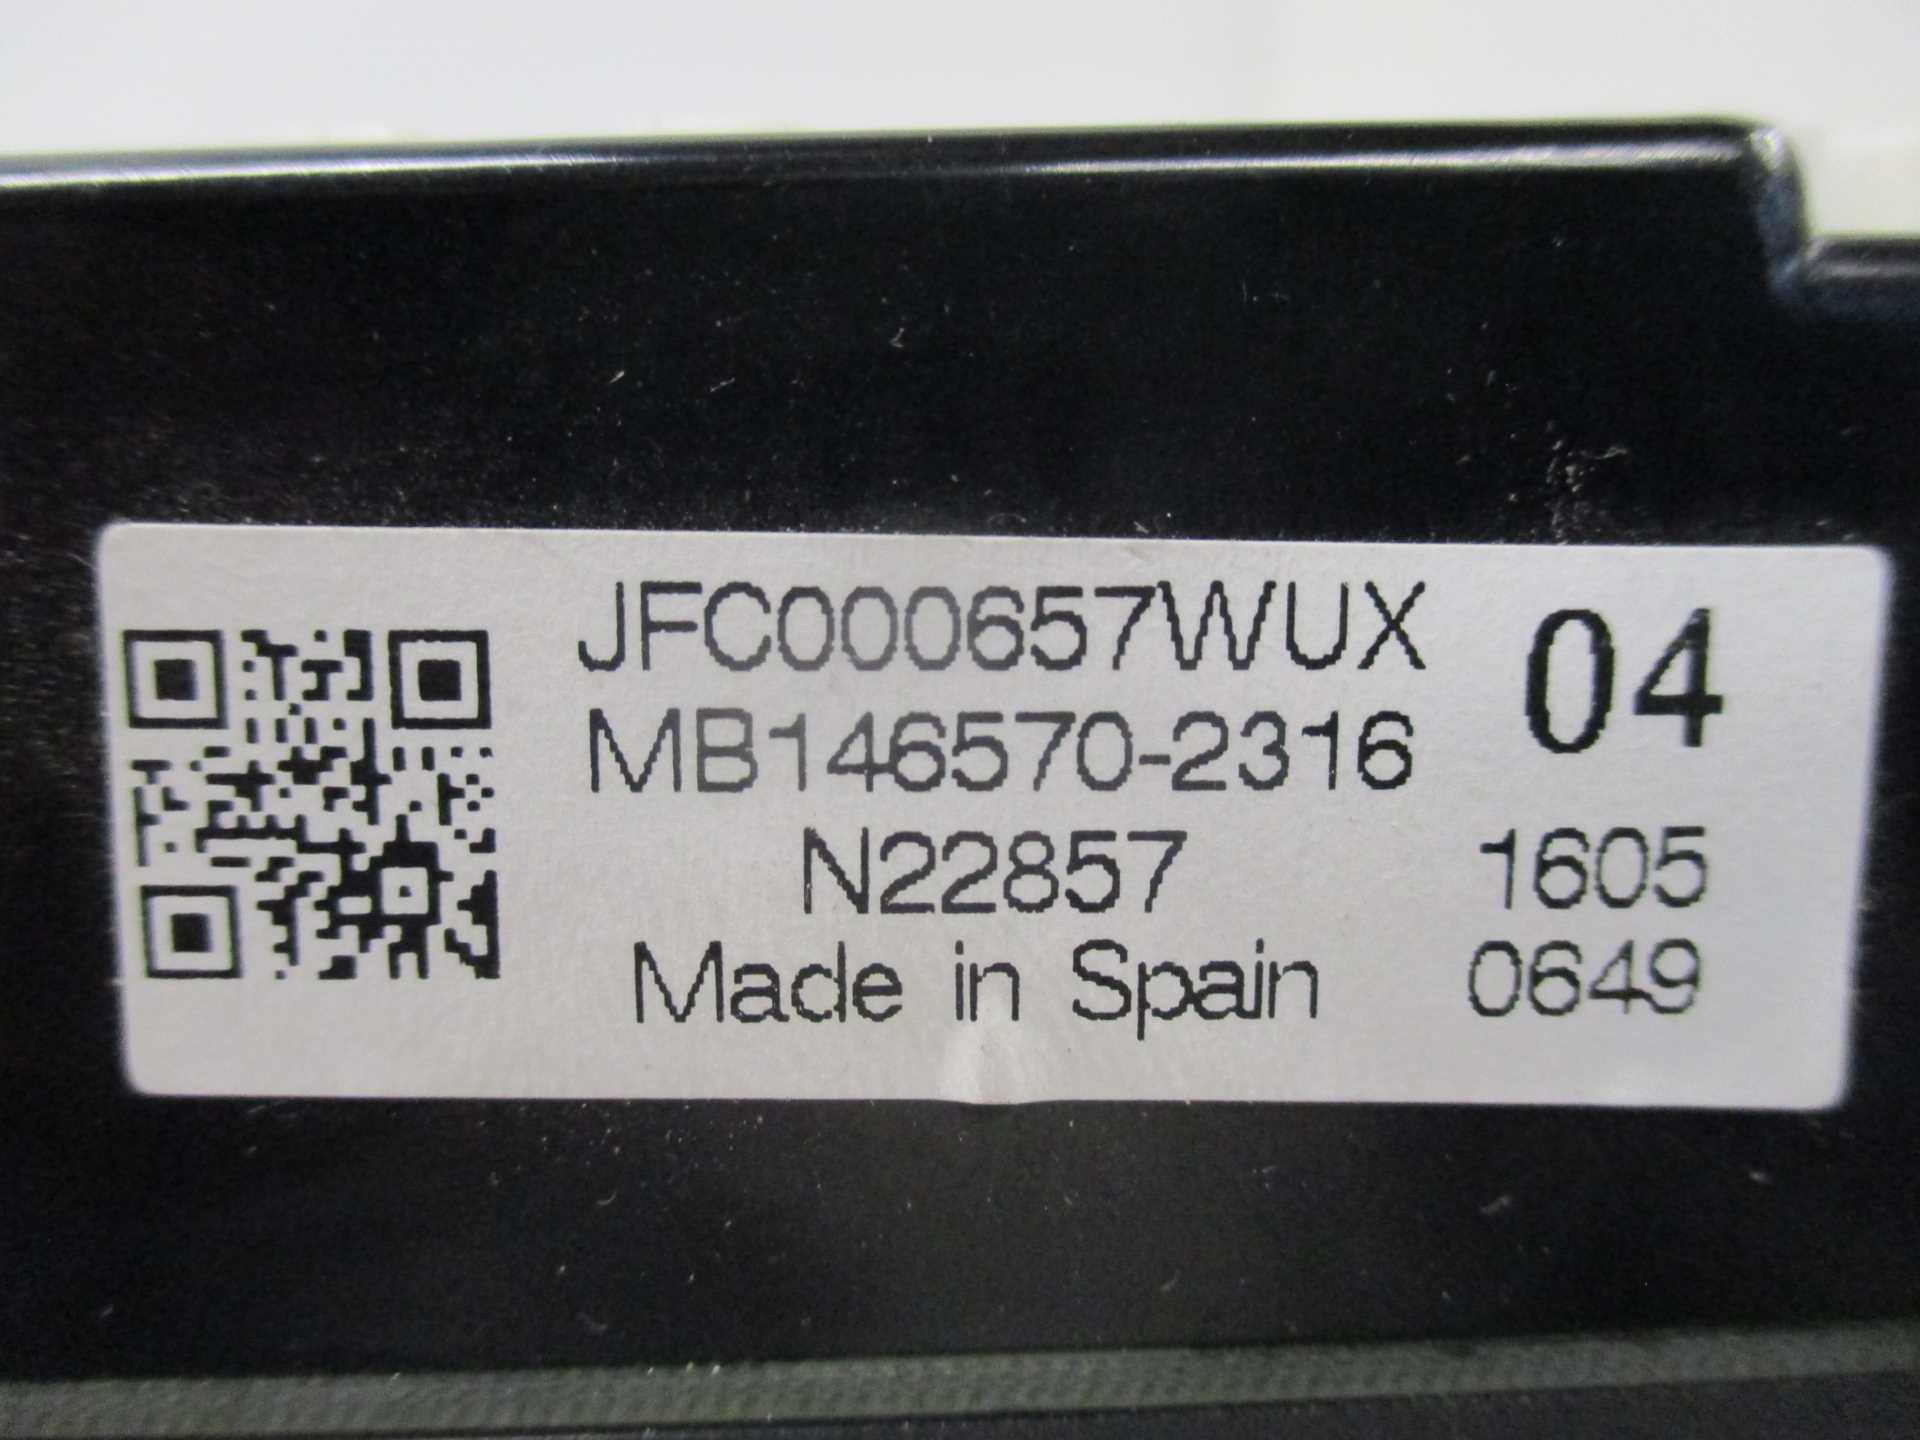 JFC000657WUX 04
MB146570-2316
N22857 1605
Made in Spain 0649